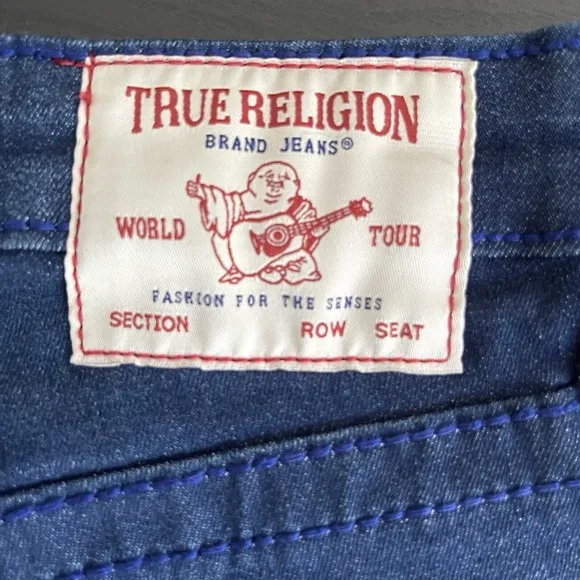 TRUE RELIGION
BRAND JEANS®
WORLD TOUR
FASHION FOR THE SENSES
SECTION ROW SEAT